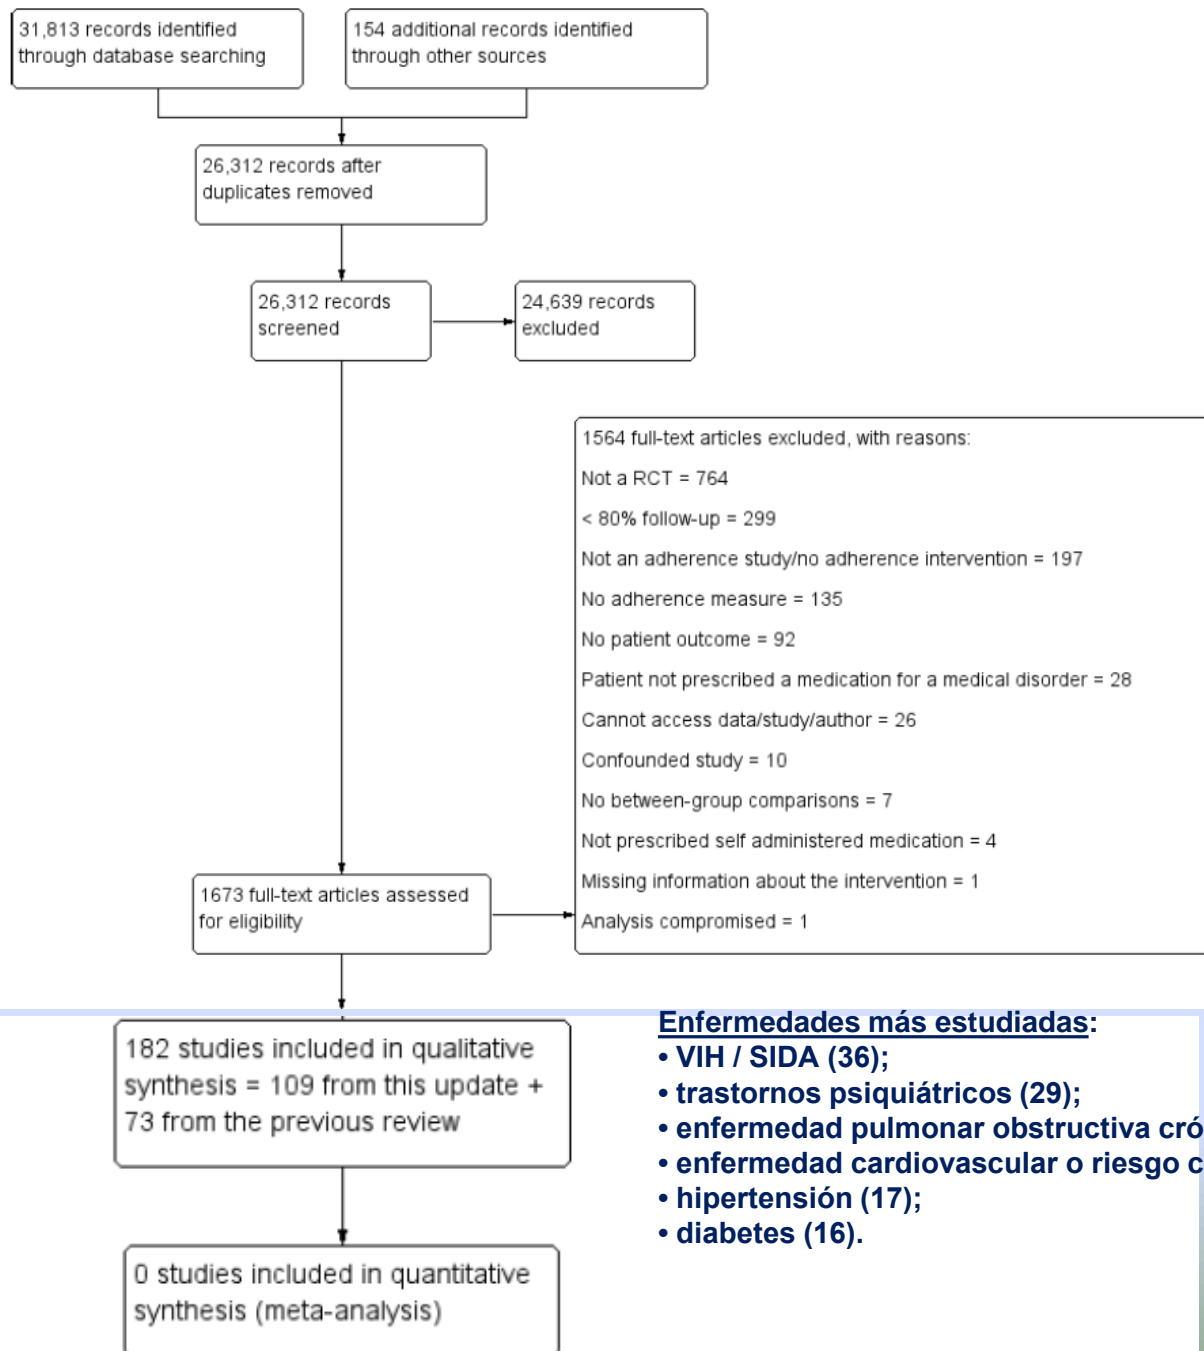 31,813 records identified
through database searching
154 additional records identified
through other sources
26,312 records after
duplicates removed
26,312 records
screened
24,639 records
excluded
1564 full-text articles excluded, with reasons:
Not a RCT = 764
< 80% follow-up = 299
Not an adherence study/no adherence intervention = 197
No adherence measure = 135
No patient outcome = 92
Patient not prescribed a medication for a medical disorder = 28
Cannot access data/study/author = 26
Confounded study = 10
No between-group comparisons = 7
Not prescribed self administered medication = 4
Missing information about the intervention = 1
Analysis compromised = 1
1673 full-text articles assessed
for eligibility
182 studies included in qualitative
synthesis = 109 from this update +
73 from the previous review
0 studies included in quantitative
synthesis (meta-analysis)
Enfermedades más estudiadas:
• VIH / SIDA (36);
• trastornos psiquiátricos (29);
• enfermedad pulmonar obstructiva
• enfermedad cardiovascular o riesgo
• hipertensión (17);
• diabetes (16).